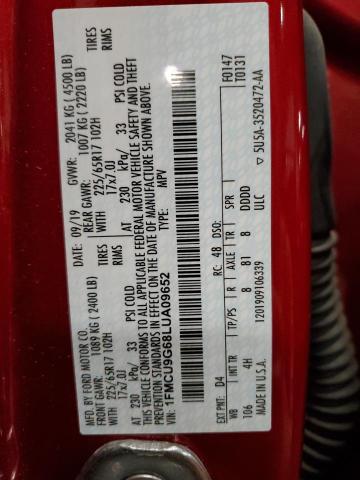 MFD. BY FORD MOTOR CO.
DATE: 09/19 GVWR: 2041 KG ( 4500 LB)
FRONT GAWR: 1089 KG ( 2400 LB) REAR GAWR: 1007 KG ( 2220 LB)
WITH 225/65R17 102H TIRES WITH 225/65R17 102H TIRES
17x7.0J RIMS 17x7.0J RIMS
AT 230 kPa/ 33 PSI COLD AT 230 kPa/ 33 PSI COLD
THIS VEHICLE CONFORMS TO ALL APPLICABLE FEDERAL MOTOR VEHICLE SAFETY AND THEFT
PREVENTION STANDARDS IN EFFECT ON THE DATE OF MANUFACTURE SHOWN ABOVE.
VIN: 1FMCU9G68LUA09652 TYPE: MPV
F0147
T0131
EXT PNT: D4 RC: 48 DSO:
WB INT TR TP/PS R AXLE TR SPR
106 4H 8 81 8 DDDD
MADE IN U.S.A. 1201909106339 ULC 5U5A-3520472-AA